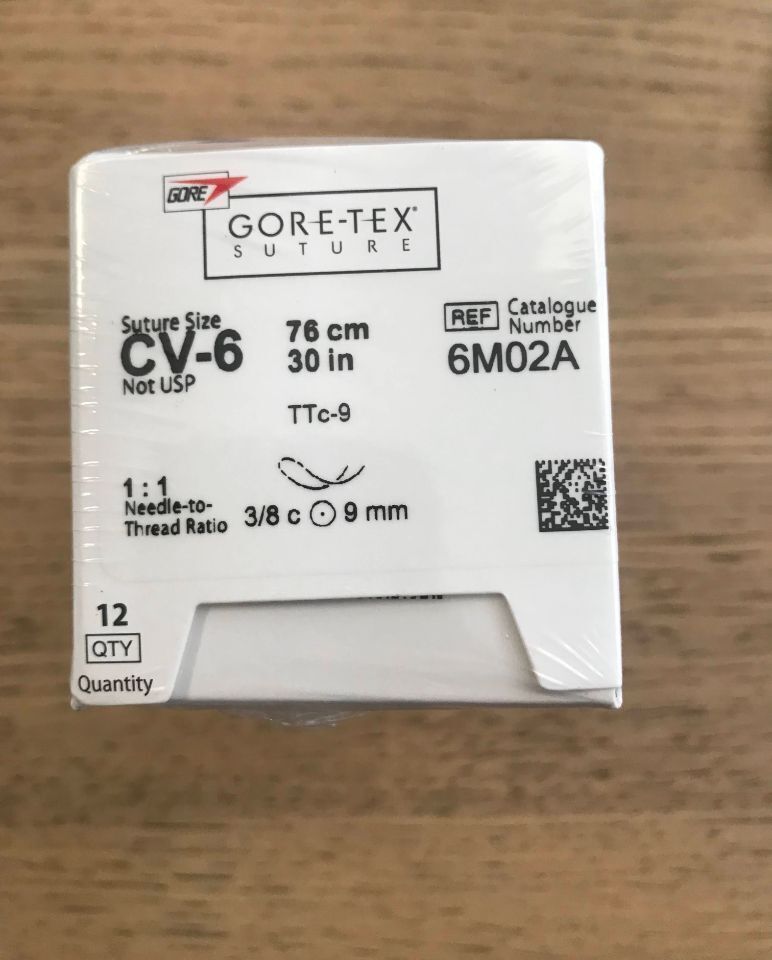 GORE
GORE-TEX®
SUTURE
Suture Size
CV-6
Not USP
76 cm
30 in
REF Catalogue Number
6M02A
TTc-9
1 : 1
Needle-to-
Thread Ratio
3/8 c 9 mm
12
QTY
Quantity